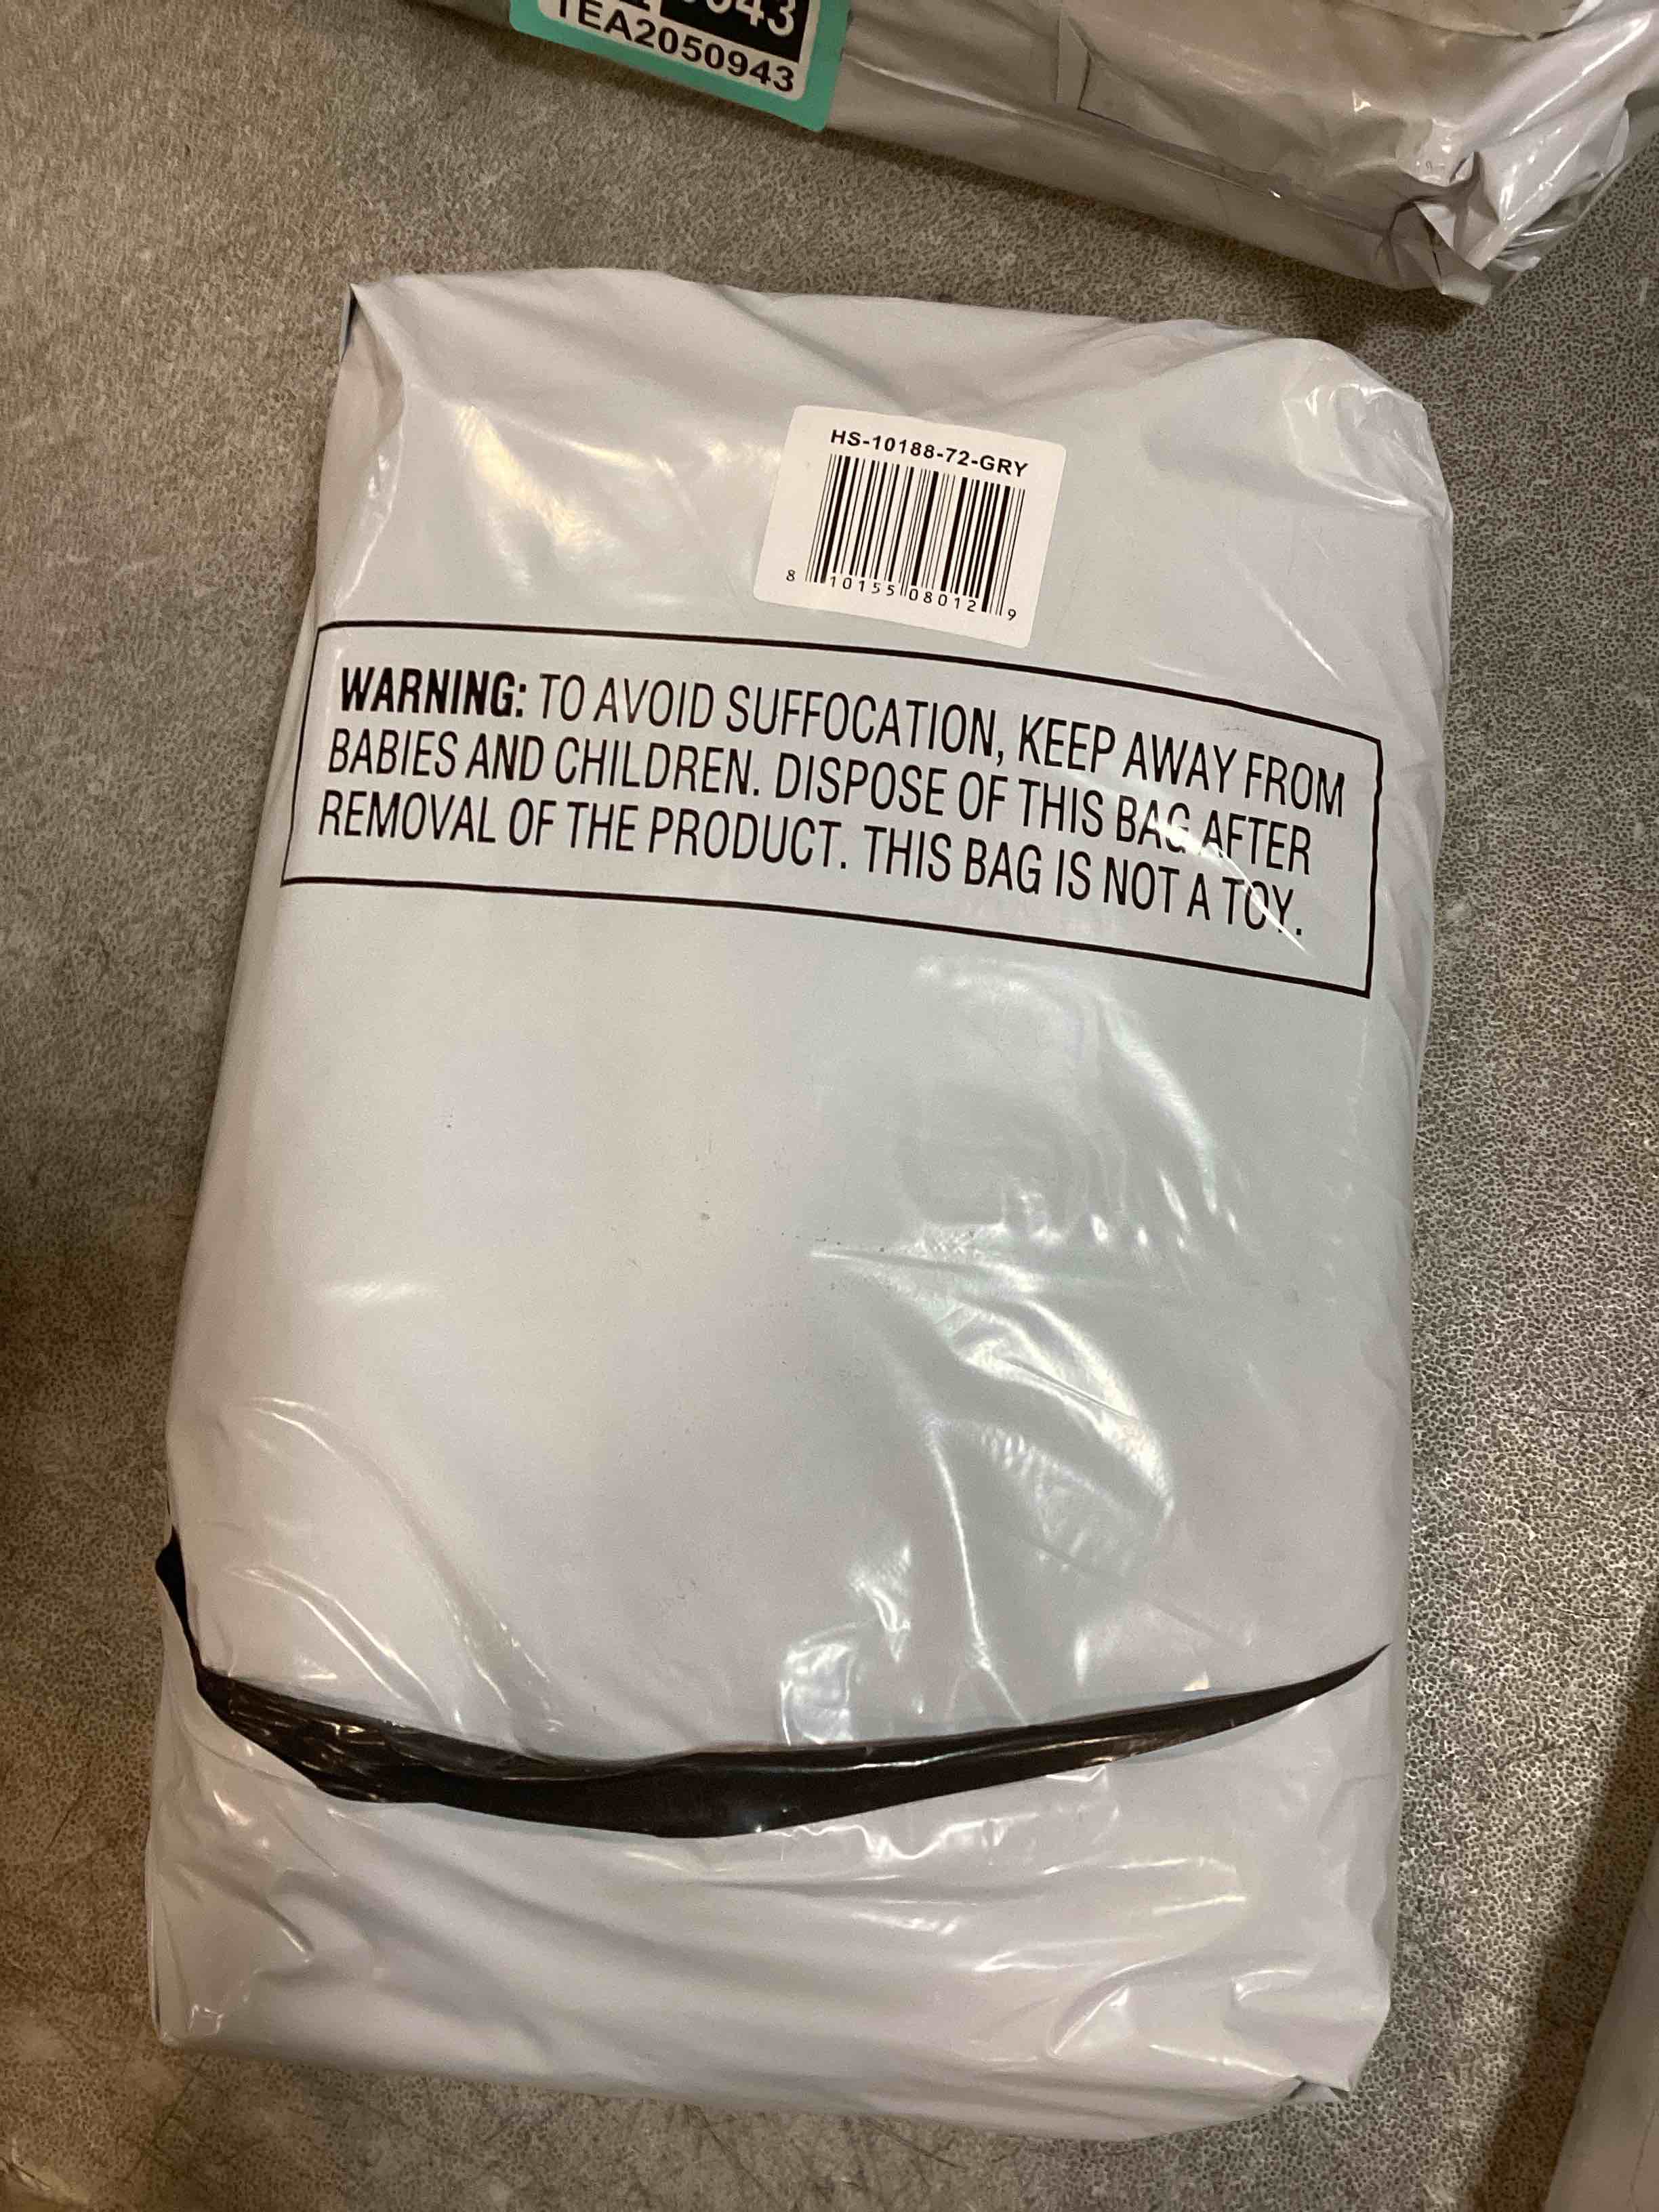 TEA2050943
HS-10188-72-GRY
8 10155 08012 9
WARNING: TO AVOID SUFFOCATION, KEEP AWAY FROM
BABIES AND CHILDREN. DISPOSE OF THIS BAG AFTER
REMOVAL OF THE PRODUCT. THIS BAG IS NOT A TOY.